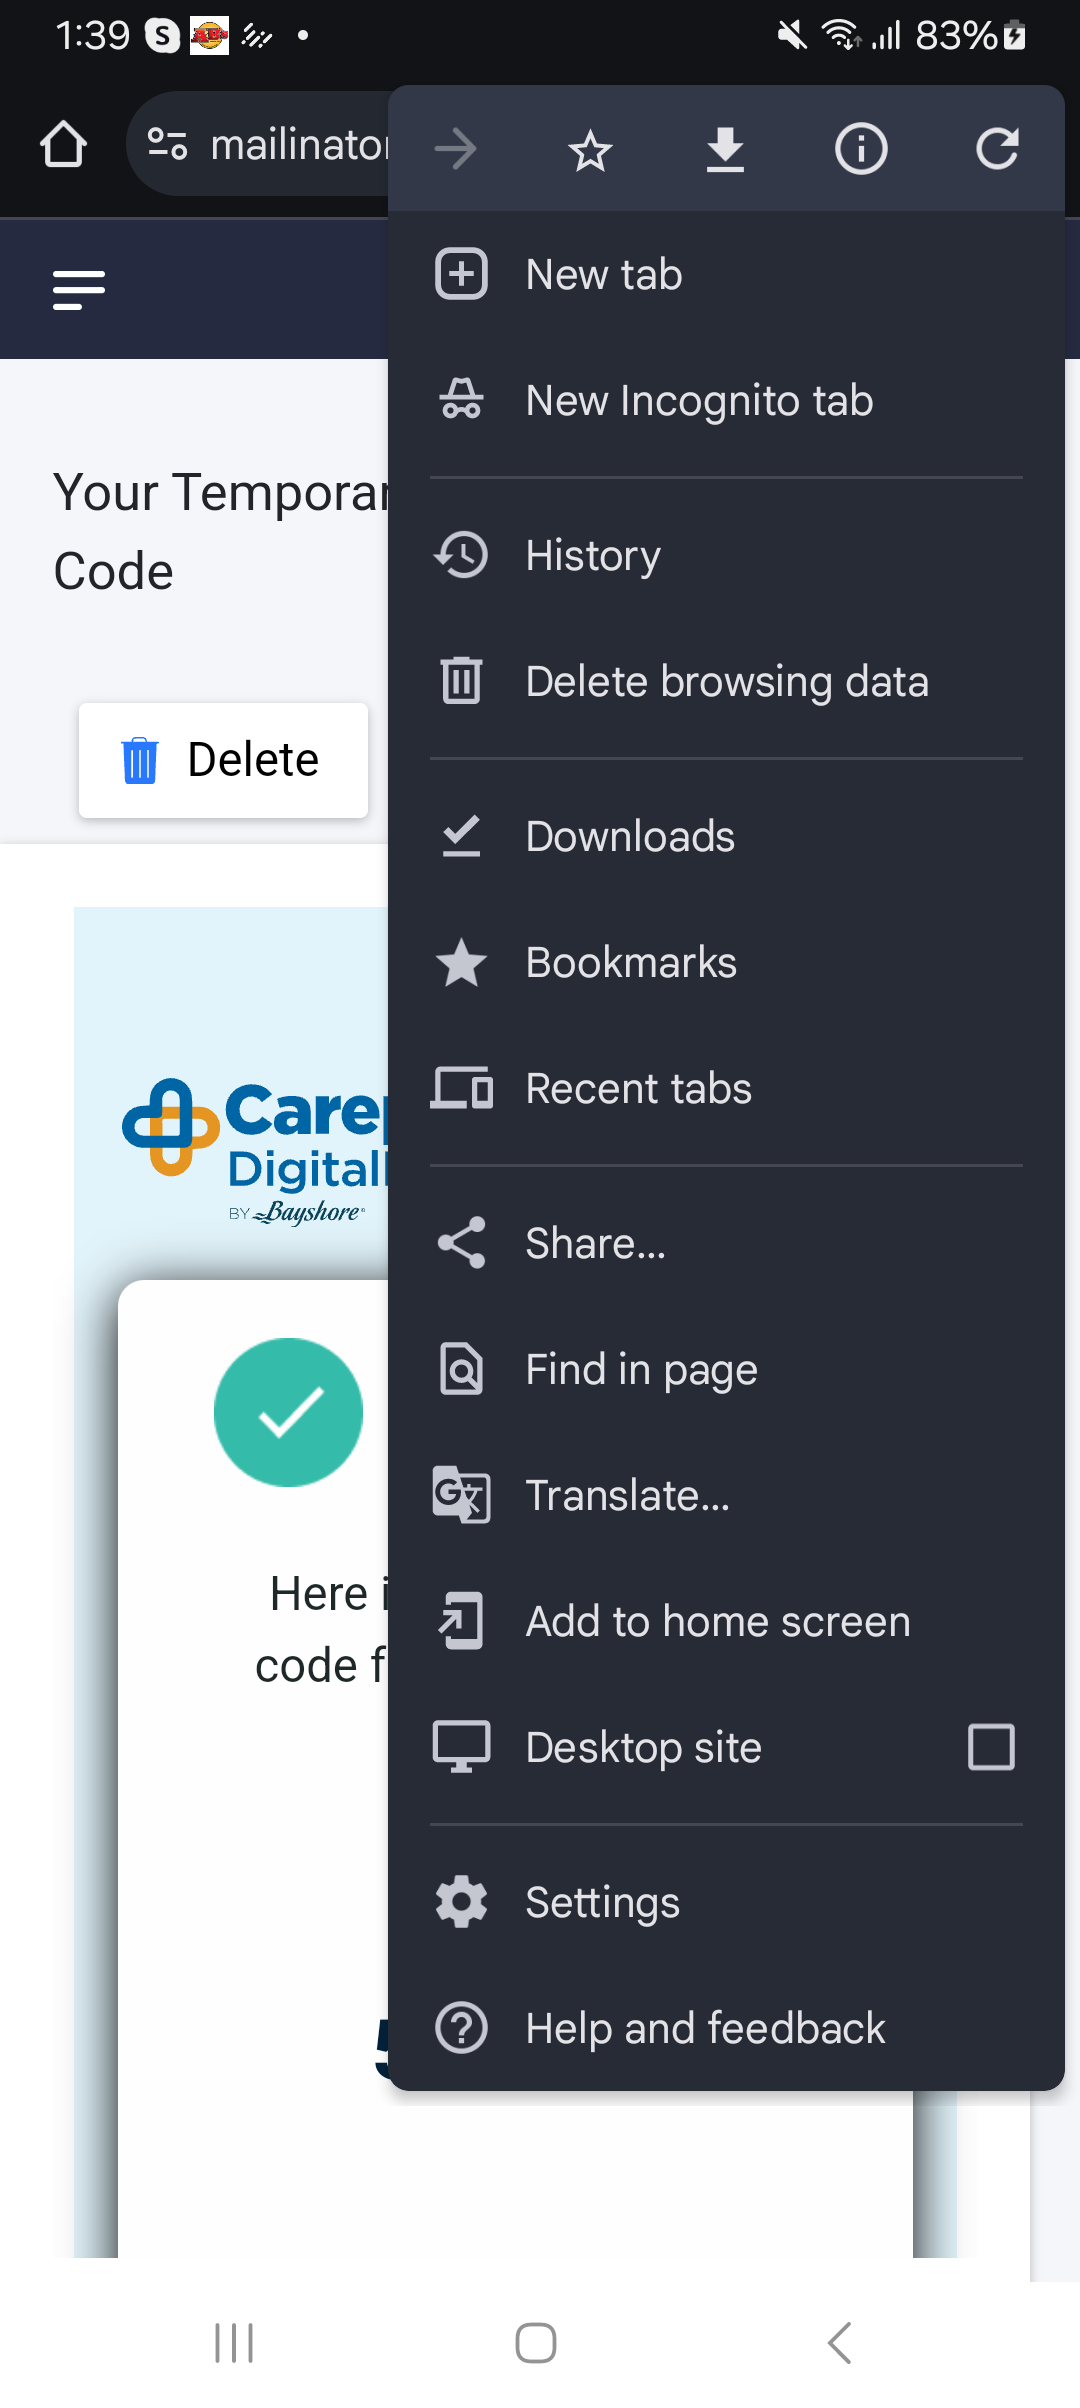 1:39
83%
mailinator
New tab
New Incognito tab
History
Delete browsing data
Downloads
Bookmarks
Recent tabs
Share...
Find in page
Translate...
Add to home screen
Desktop site
Settings
Help and feedback
Your Temporar
Code
Delete
Care
Digital
BY Bayshore
Here i
code f
5